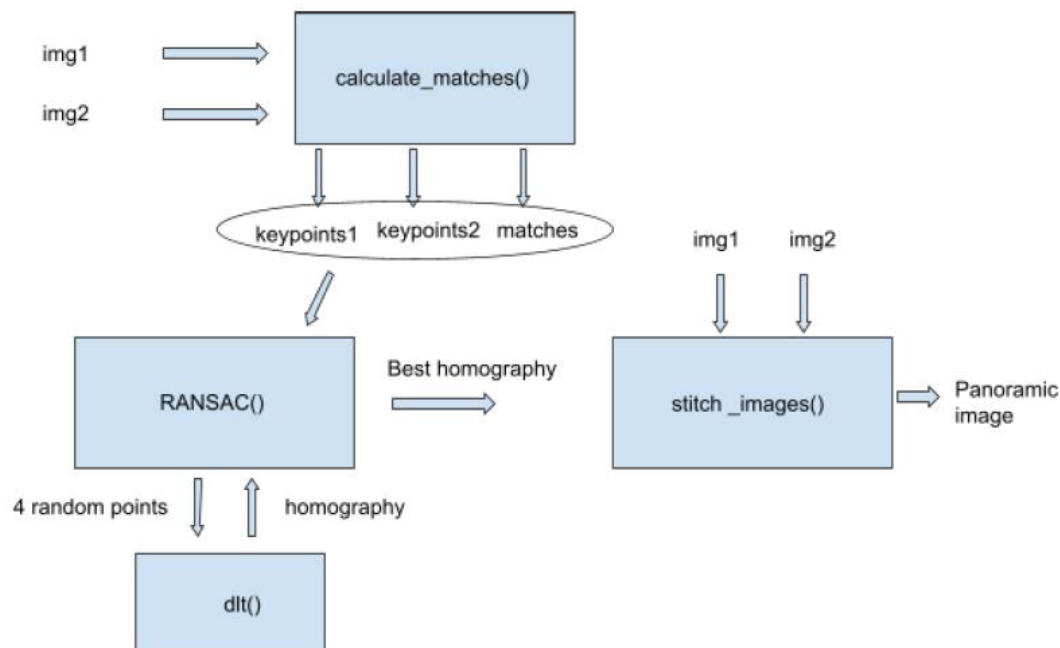 img1
img2
calculate_matches()
keypoints1 keypoints2 matches
img1 img2
RANSAC()
Best homography
stitch _images()
Panoramic
image
4 random points
homography
dlt()